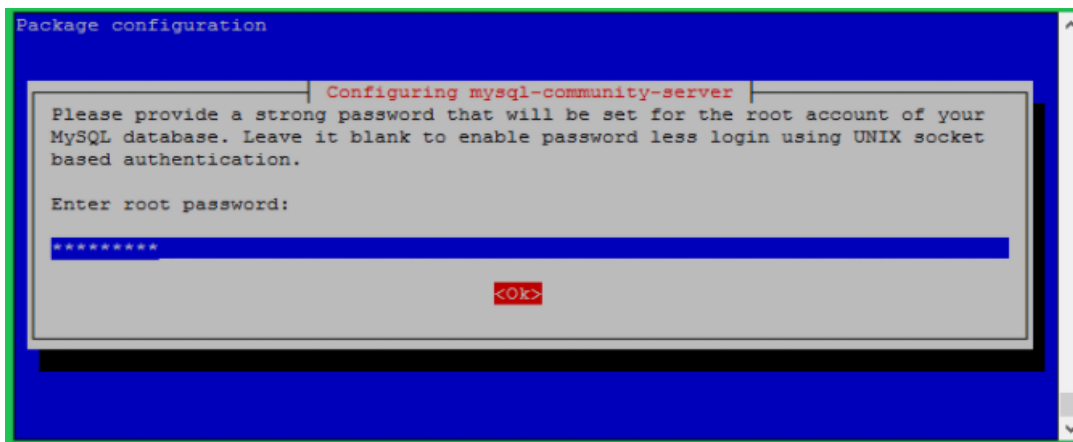 Package configuration
Configuring mysql-community-server
Please provide a strong password that will be set for the root account of your
MySQL database. Leave it blank to enable password less login using UNIX socket
based authentication.
Enter root password:
*********
<Ok>